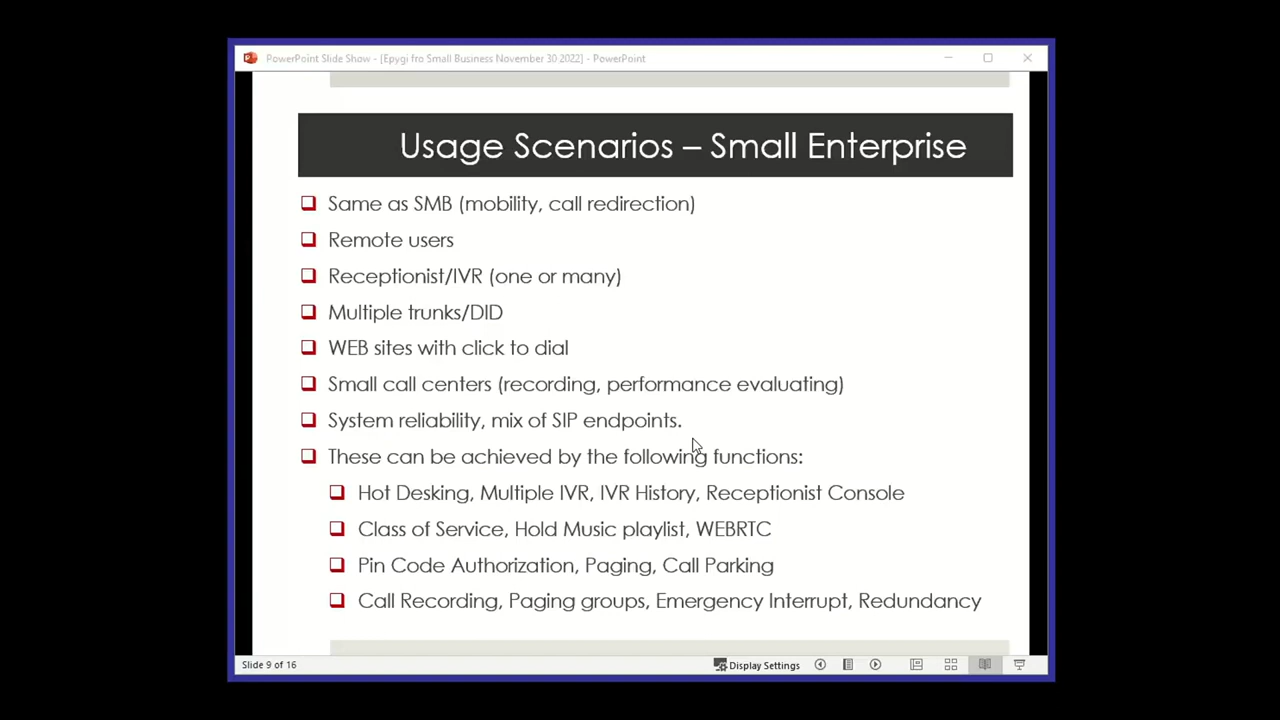 PowerPoint Slide Show - [Epygi fro Small Business November 30 2022] - PowerPoint
Usage Scenarios – Small Enterprise
Same as SMB (mobility, call redirection)
Remote users
Receptionist/IVR (one or many)
Multiple trunks/DID
WEB sites with click to dial
Small call centers (recording, performance evaluating)
System reliability, mix of SIP endpoints.
These can be achieved by the following functions:
Hot Desking, Multiple IVR, IVR History, Receptionist Console
Class of Service, Hold Music playlist, WEBRTC
Pin Code Authorization, Paging, Call Parking
Call Recording, Paging groups, Emergency Interrupt, Redundancy
Slide 9 of 16
Display Settings